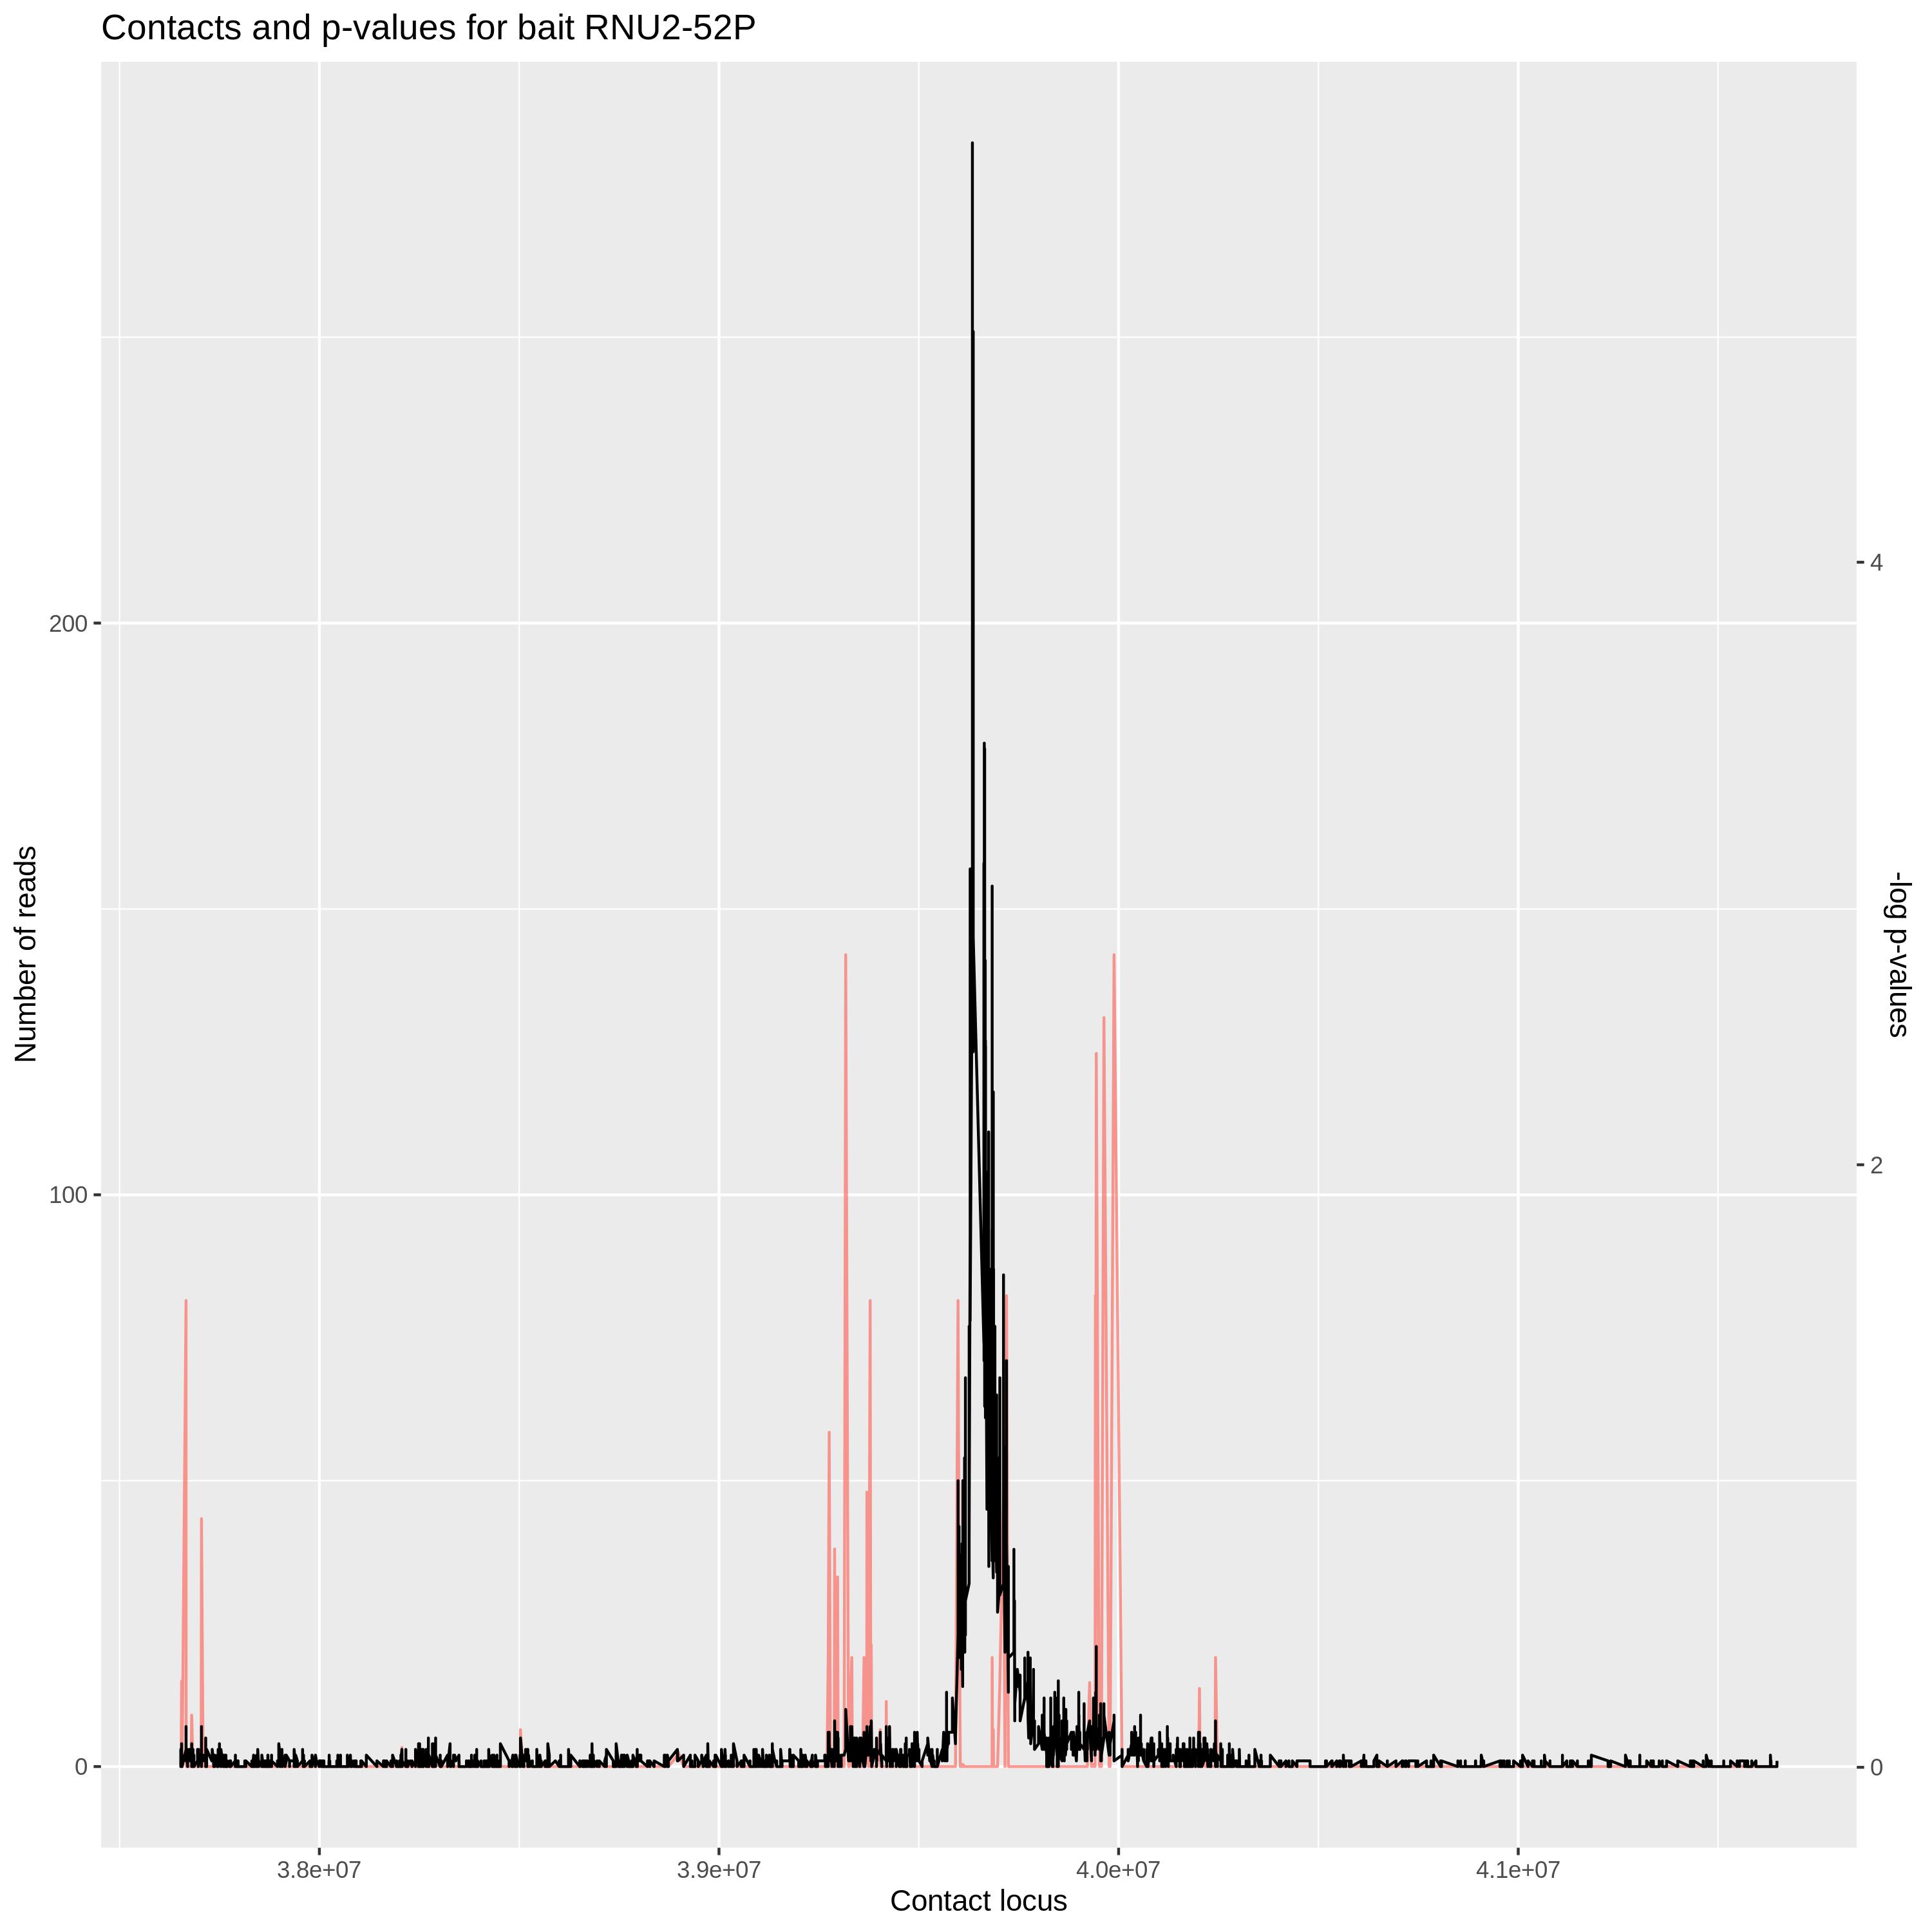 Contacts and p-values for bait RNU2-52P
Number of reads
200
100
0
4
2
0
-log p-values
3.8e+07
3.9e+07
4.0e+07
4.1e+07
Contact locus